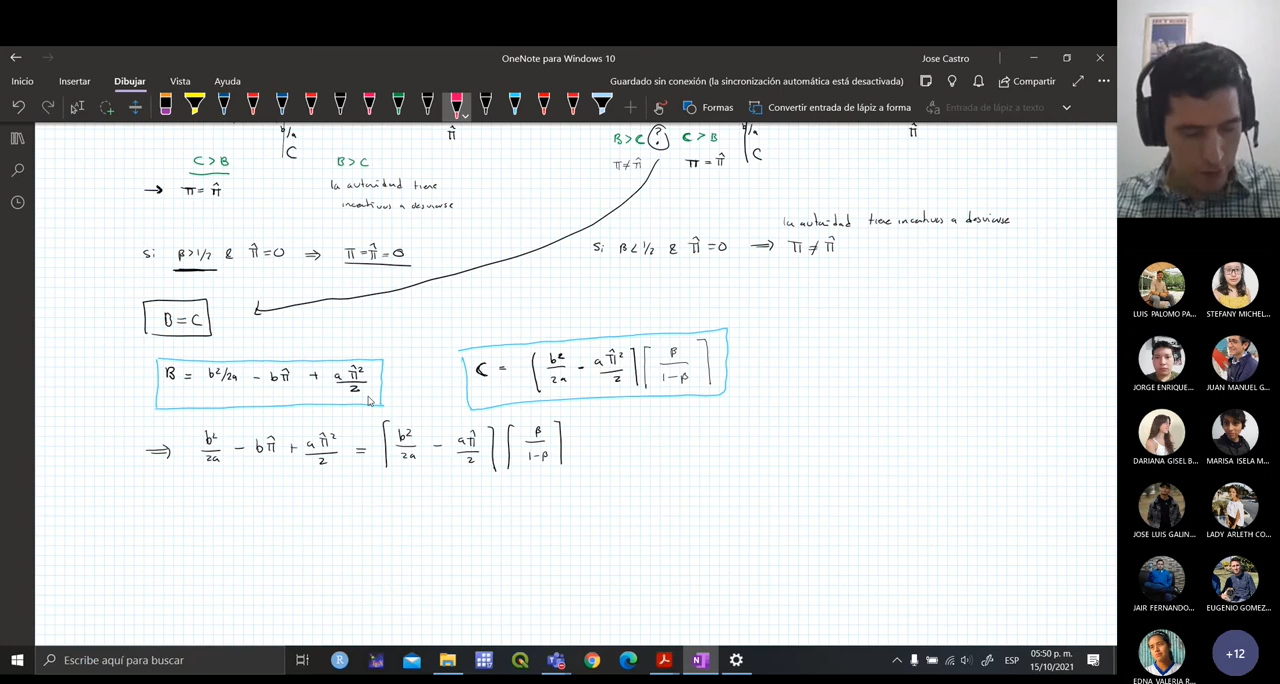 OneNote para Windows 10
Jose Castro
Inicio Insertar Dibujar Vista Ayuda
Guardado sin conexión (la sincronización automática está desactivada)
Compartir
Formas
Convertir entrada de lápiz a forma
Entrada de lápiz a texto
b/a
π̂
B>C ? C>B
b/a
π̂
C>B
C
B>C
π≠π̂
π = π̂
C
→ π = π̂
la autoridad tiene
incentivos a desviarse
la autoridad tiene incentivos a desviarse
Si β>1/2 & π̂=0 ⇒ π=π̂=0
Si β<1/2 & π̂=0 ⇒ π ≠ π̂
B=C
B = b²/2a - bπ̂ + aπ̂²/2
C = [b²/2a - aπ̂²/2] [β/1-β]
⇒ b²/2a - bπ̂ + aπ̂²/2 = [b²/2a - aπ̂/2] [β/1-β]
LUIS PALOMO PA...
STEFANY MICHEL...
JORGE ENRIQUE...
JUAN MANUEL G...
DARIANA GISEL B...
MARISA ISELA M...
JOSE LUIS GALIN...
LADY ARLETH CO...
JAIR FERNANDO...
EUGENIO GOMEZ...
EDNA VALERIA R...
+12
Escribe aquí para buscar
ESP
05:50 p. m.
15/10/2021